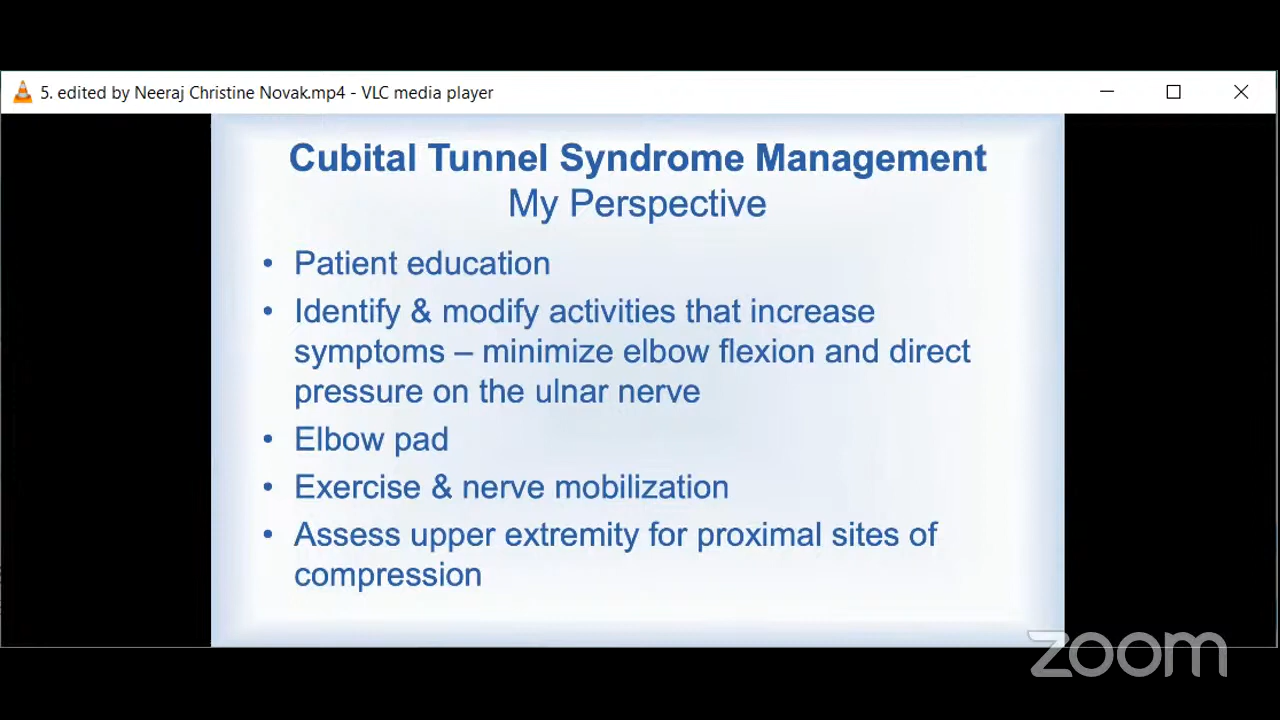 5. edited by Neeraj Christine Novak.mp4 - VLC media player
Cubital Tunnel Syndrome Management
My Perspective
• Patient education
• Identify & modify activities that increase
symptoms – minimize elbow flexion and direct
pressure on the ulnar nerve
• Elbow pad
• Exercise & nerve mobilization
• Assess upper extremity for proximal sites of
compression
zoom